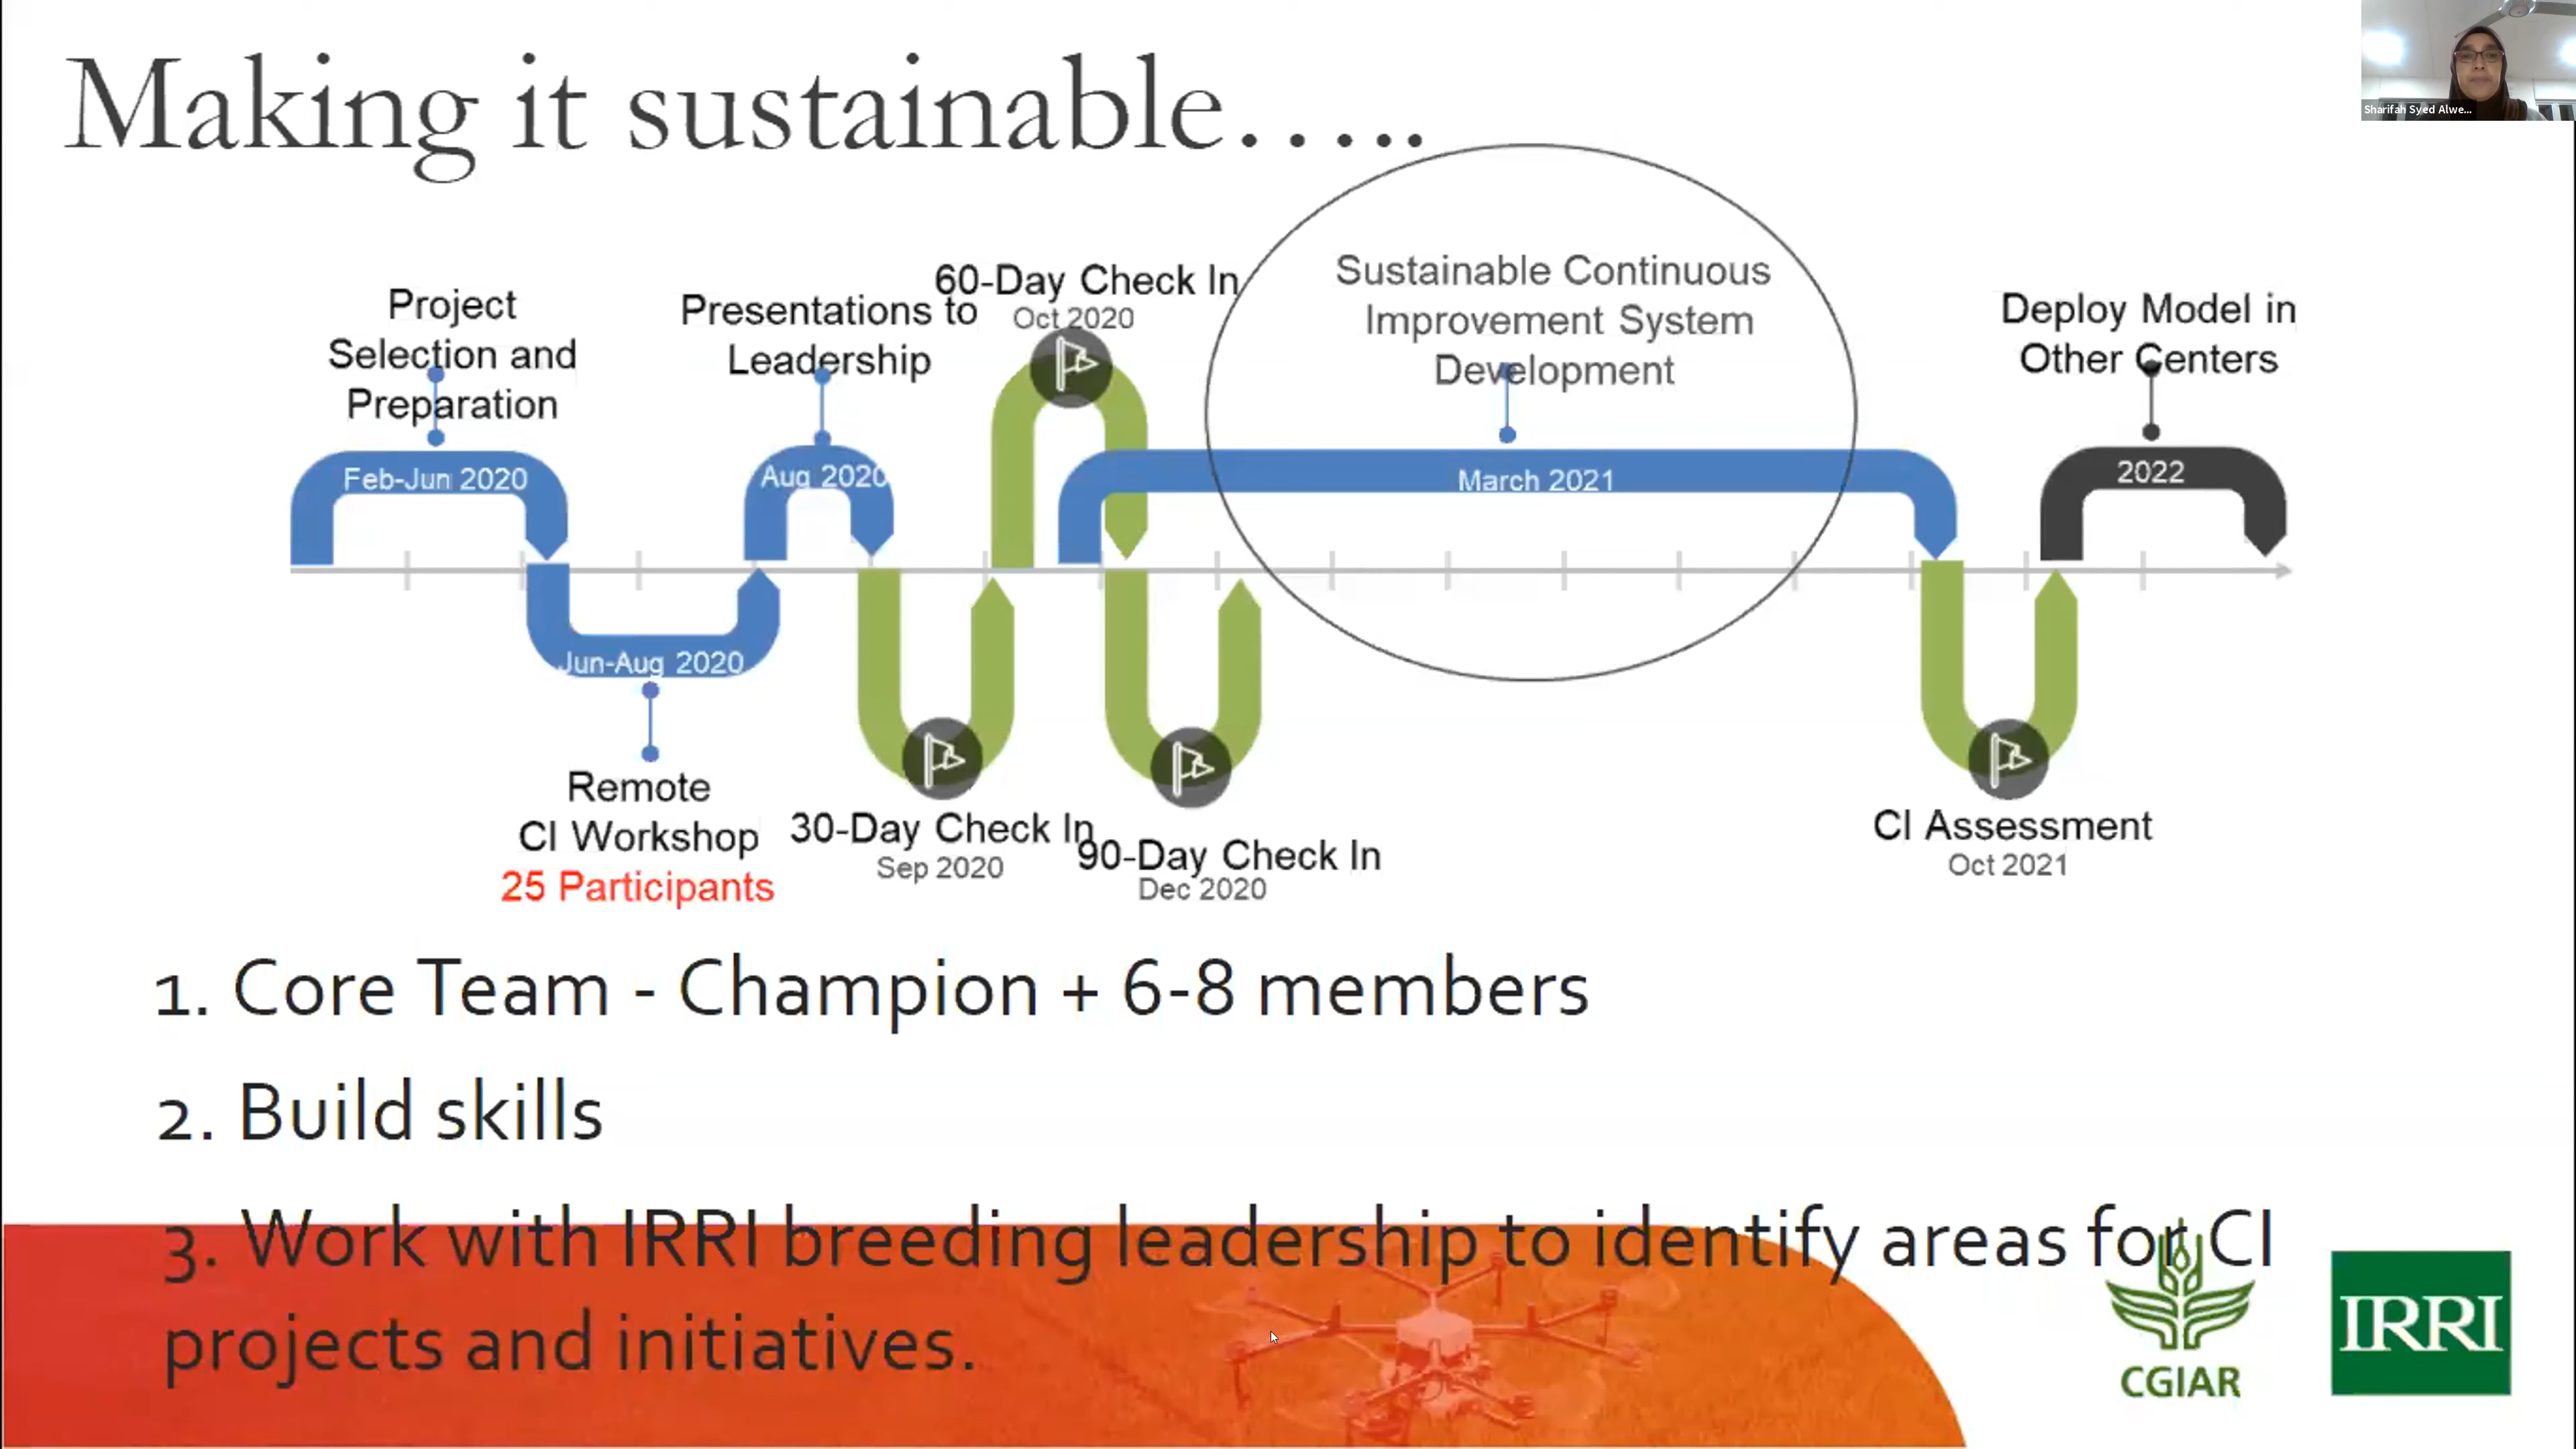 Making it sustainable.....
Sharifah Syed Alwe...
Project
Selection and
Preparation
Feb-Jun 2020
Jun-Aug 2020
Remote
CI Workshop
25 Participants
Presentations to
Leadership
Aug 2020
30-Day Check In
Sep 2020
60-Day Check In
Oct 2020
90-Day Check In
Dec 2020
Sustainable Continuous
Improvement System
Development
March 2021
CI Assessment
Oct 2021
Deploy Model in
Other Centers
2022
1. Core Team - Champion + 6-8 members
2. Build skills
3. Work with IRRI breeding leadership to identify areas for CI
projects and initiatives.
CGIAR
IRRI